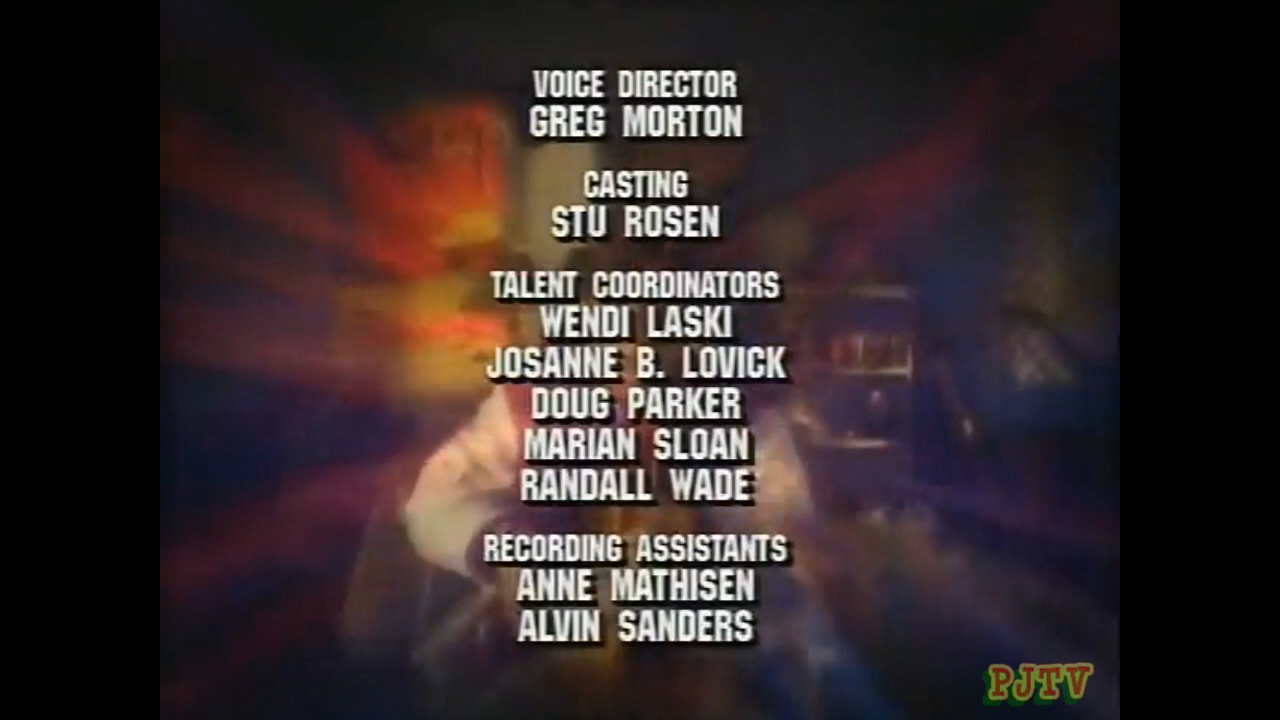 VOICE DIRECTOR
GREG MORTON
CASTING
STU ROSEN
TALENT COORDINATORS
WENDI LASKI
JOSANNE B. LOVICK
DOUG PARKER
MARIAN SLOAN
RANDALL WADE
RECORDING ASSISTANTS
ANNE MATHISEN
ALVIN SANDERS
PJTV